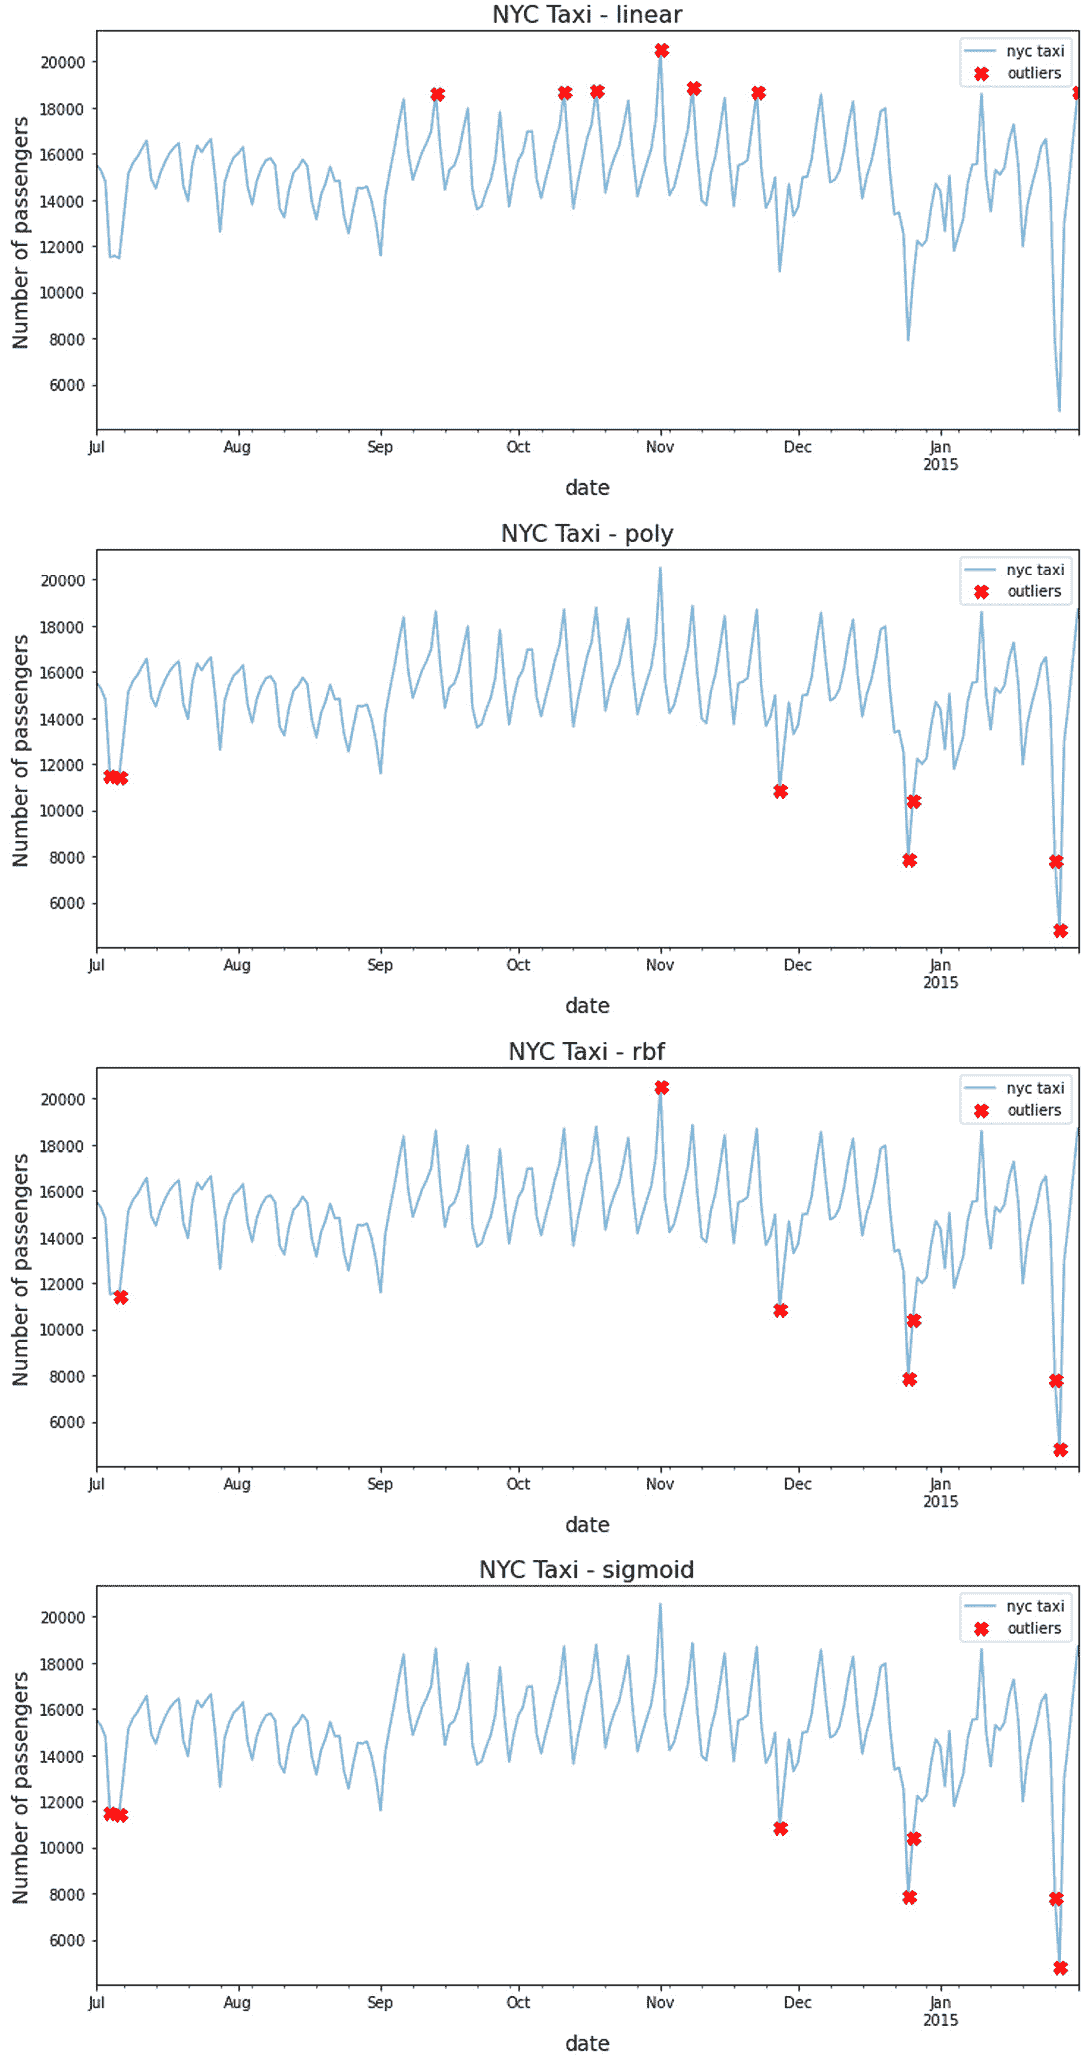 NYC Taxi - linear
nyc taxi
outliers
20000
18000
16000
14000
12000
10000
8000
6000
Number of passengers
Jul Aug Sep Oct Nov Dec Jan
2015
date
NYC Taxi - poly
nyc taxi
outliers
20000
18000
16000
14000
12000
10000
8000
6000
Number of passengers
Jul Aug Sep Oct Nov Dec Jan
2015
date
NYC Taxi - rbf
nyc taxi
outliers
20000
18000
16000
14000
12000
10000
8000
6000
Number of passengers
Jul Aug Sep Oct Nov Dec Jan
2015
date
NYC Taxi - sigmoid
nyc taxi
outliers
20000
18000
16000
14000
12000
10000
8000
6000
Number of passengers
Jul Aug Sep Oct Nov Dec Jan
2015
date